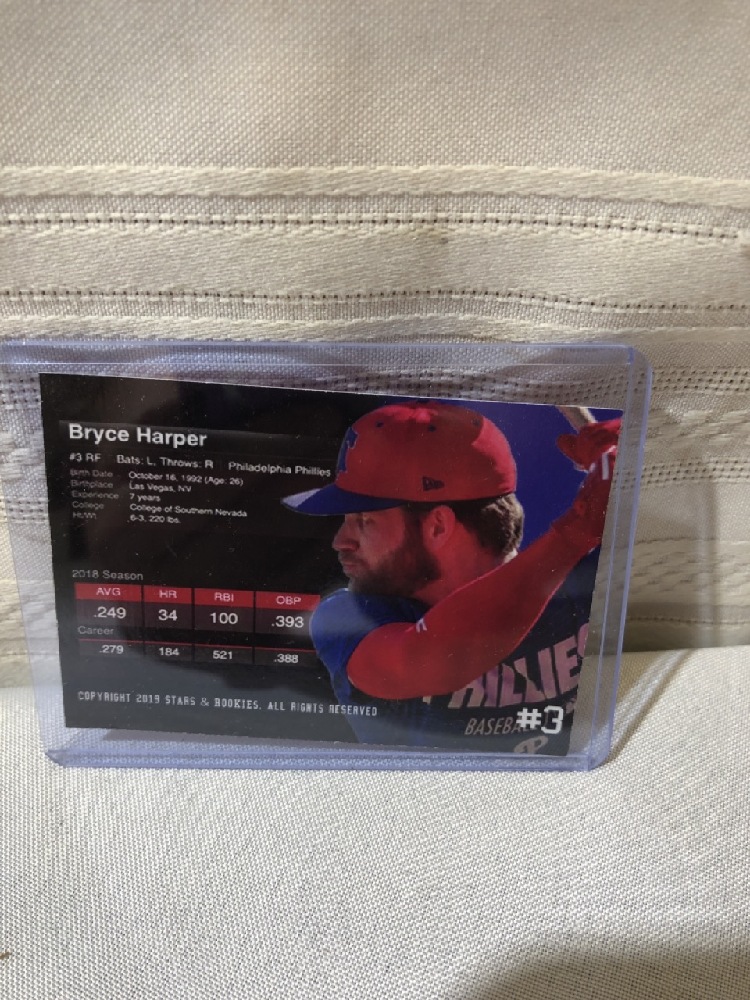 Bryce Harper
#3 RF Bats: L, Throws: R Philadelphia Phillies
Birth Date October 16, 1992 (Age: 26)
Birthplace Las Vegas, NV
Experience 7 years
College College of Southern Nevada
Ht/Wt 6-3, 220 lbs.
2018 Season
AVG HR RBI OBP
.249 34 100 .393
Career
.279 184 521 .388
COPYRIGHT 2019 STARS & ROOKIES. ALL RIGHTS RESERVED
PHILLIES
BASEBALL
#3